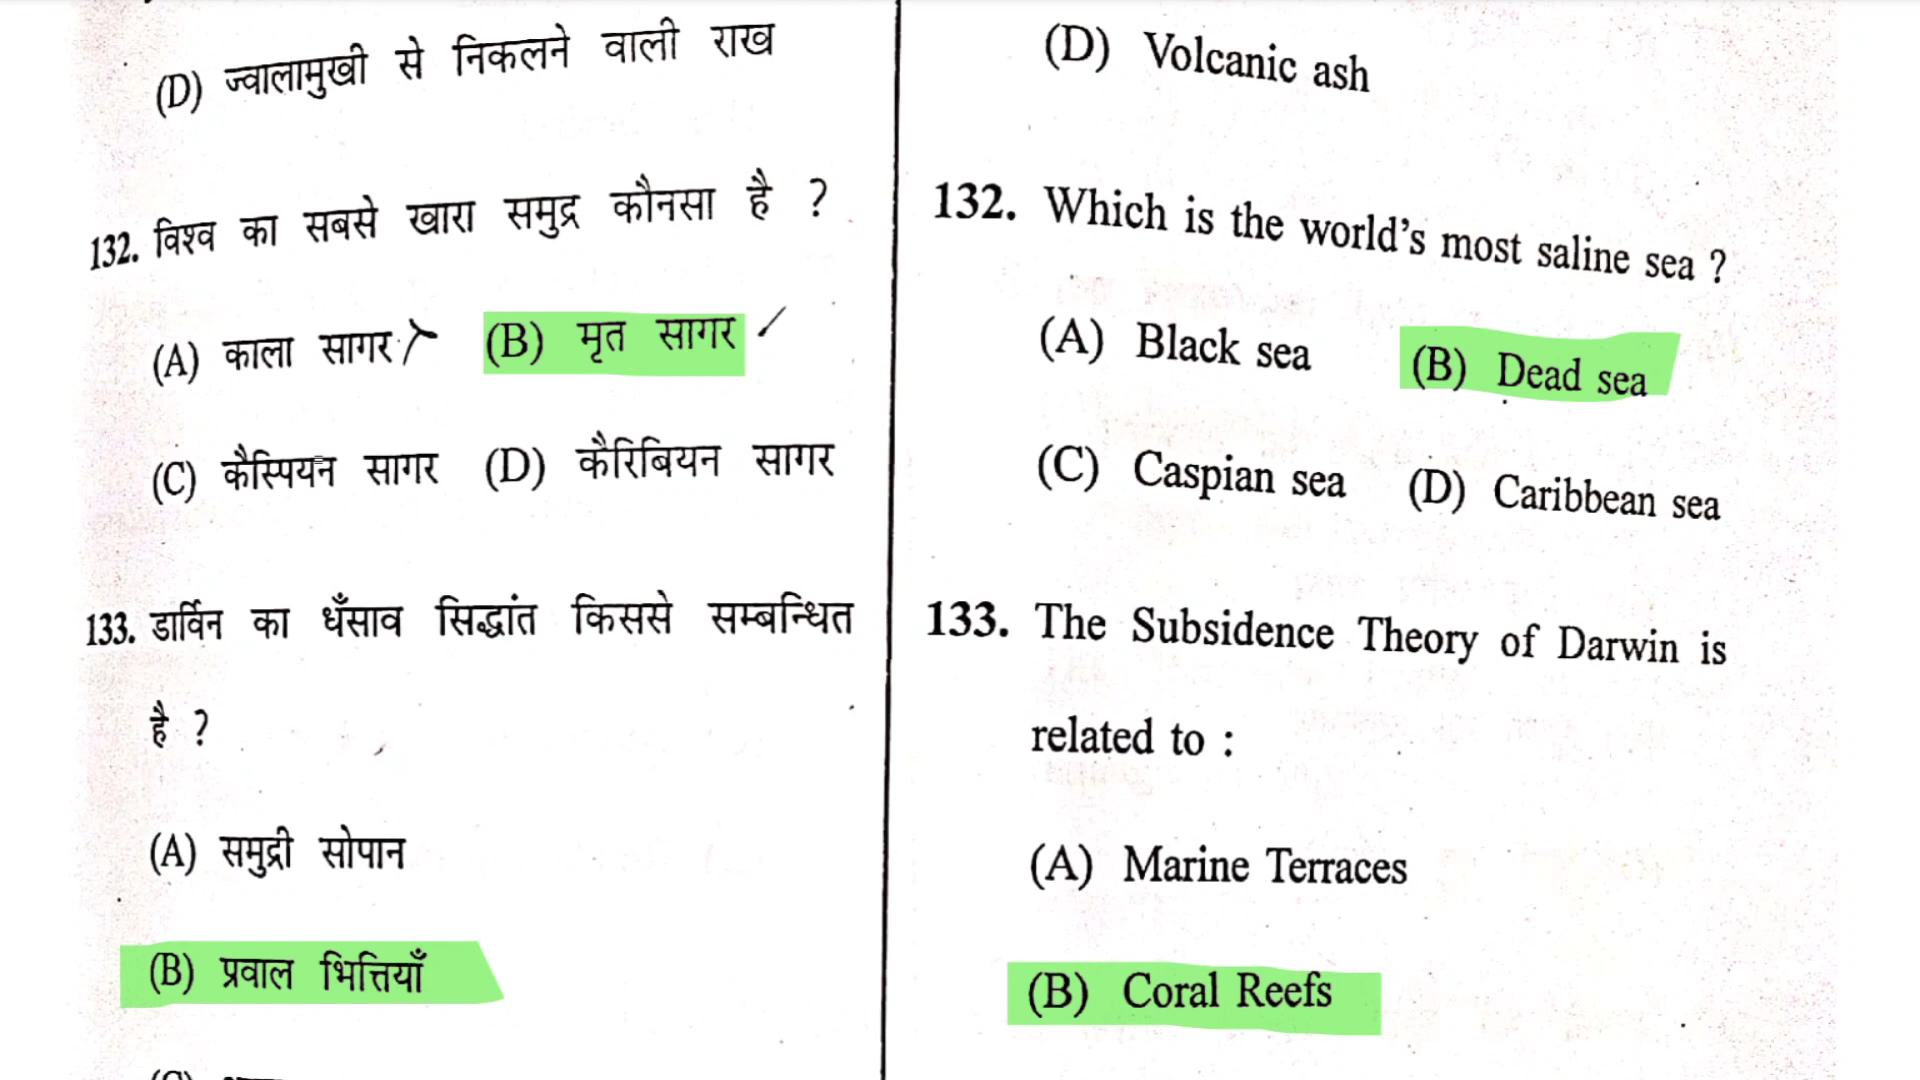 (D) ज्वालामुखी से निकलने वाली राख
132. विश्व का सबसे खारा समुद्र कौनसा है ?
(A) काला सागर (B) मृत सागर
(C) कैस्पियन सागर (D) कैरिबियन सागर
133. डार्विन का धँसाव सिद्धांत किससे सम्बन्धित
है ?
(A) समुद्री सोपान
(B) प्रवाल भित्तियाँ
(D) Volcanic ash
132. Which is the world's most saline sea ?
(A) Black sea (B) Dead sea
(C) Caspian sea (D) Caribbean sea
133. The Subsidence Theory of Darwin is
related to :
(A) Marine Terraces
(B) Coral Reefs